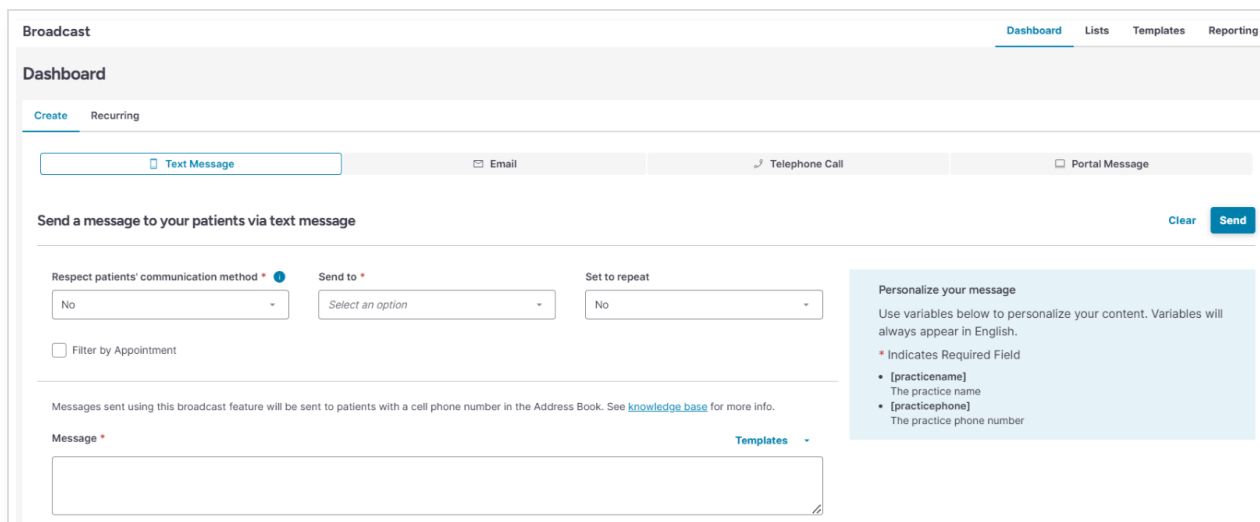 Broadcast
Dashboard Lists Templates Reporting
Dashboard
Create Recurring
Text Message Email Telephone Call Portal Message
Send a message to your patients via text message
Clear Send
Respect patients' communication method * i Send to * Set to repeat
No Select an option No
Filter by Appointment
Personalize your message
Use variables below to personalize your content. Variables will
always appear in English.
* Indicates Required Field
• [practicename]
The practice name
• [practicephone]
The practice phone number
Messages sent using this broadcast feature will be sent to patients with a cell phone number in the Address Book. See knowledge base for more info.
Message * Templates